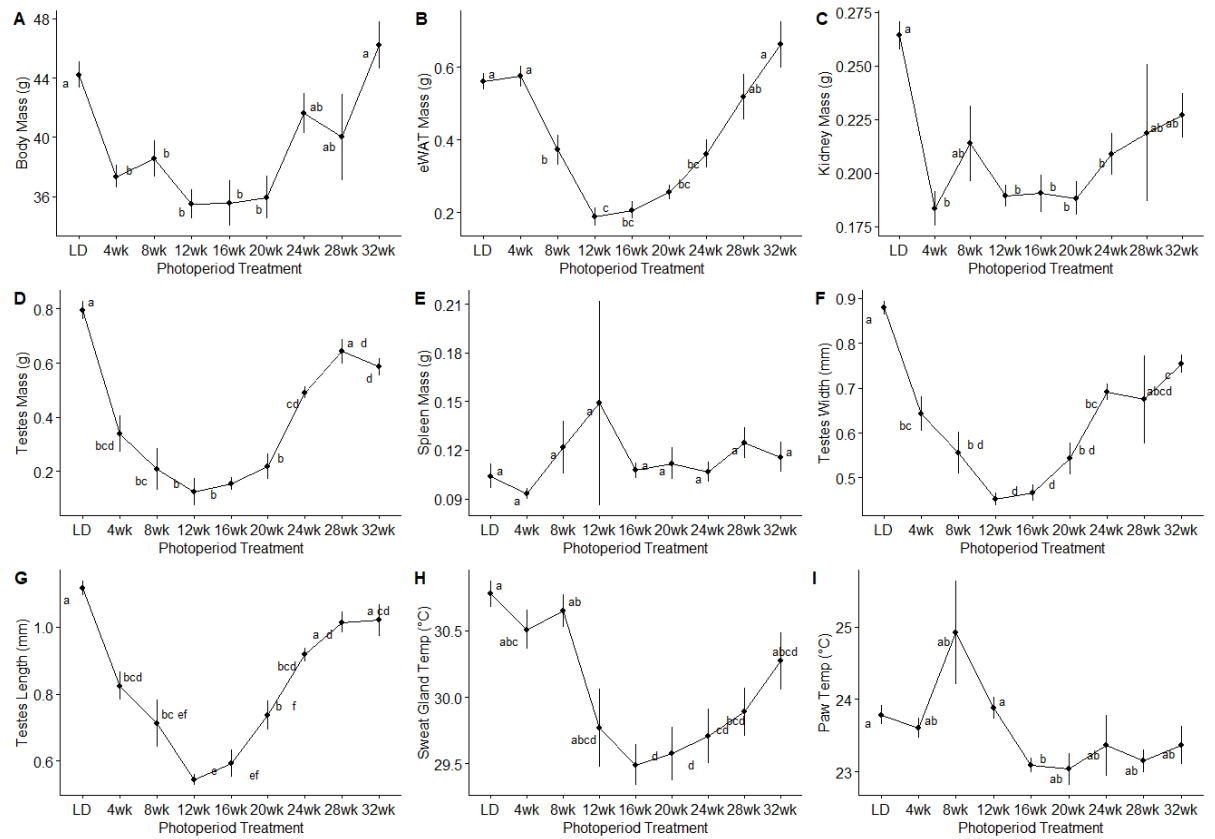 A
Body Mass (g)
48
44
40
36
a
b
b
b
b
b
ab
ab
a
LD 4wk 8wk 12wk 16wk 20wk 24wk 28wk 32wk
Photoperiod Treatment
B
eWAT Mass (g)
0.6
0.4
0.2
a
a
b
c
bc
bc
bc
ab
a
LD 4wk 8wk 12wk 16wk 20wk 24wk 28wk 32wk
Photoperiod Treatment
C
Kidney Mass (g)
0.275
0.250
0.225
0.200
0.175
a
b
ab
b
b
b
b
ab
ab
LD 4wk 8wk 12wk 16wk 20wk 24wk 28wk 32wk
Photoperiod Treatment
D
Testes Mass (g)
0.8
0.6
0.4
0.2
a
bcd
bc
b
b
b
cd
a d
d
LD 4wk 8wk 12wk 16wk 20wk 24wk 28wk 32wk
Photoperiod Treatment
E
Spleen Mass (g)
0.21
0.18
0.15
0.12
0.09
a
a
a
a
a
a
a
a
a
LD 4wk 8wk 12wk 16wk 20wk 24wk 28wk 32wk
Photoperiod Treatment
F
Testes Width (mm)
0.9
0.8
0.7
0.6
0.5
a
bc
b d
d
d
b d
bc
abcd
c
LD 4wk 8wk 12wk 16wk 20wk 24wk 28wk 32wk
Photoperiod Treatment
G
Testes Length (mm)
1.0
0.8
0.6
a
bcd
bc ef
e
ef
b f
bcd
a d
a cd
LD 4wk 8wk 12wk 16wk 20wk 24wk 28wk 32wk
Photoperiod Treatment
H
Sweat Gland Temp (°C)
30.5
30.0
29.5
a
abc
ab
abcd
d
d
cd
bcd
abcd
LD 4wk 8wk 12wk 16wk 20wk 24wk 28wk 32wk
Photoperiod Treatment
I
Paw Temp (°C)
25
24
23
a
ab
ab
a
b
ab
ab
ab
ab
LD 4wk 8wk 12wk 16wk 20wk 24wk 28wk 32wk
Photoperiod Treatment